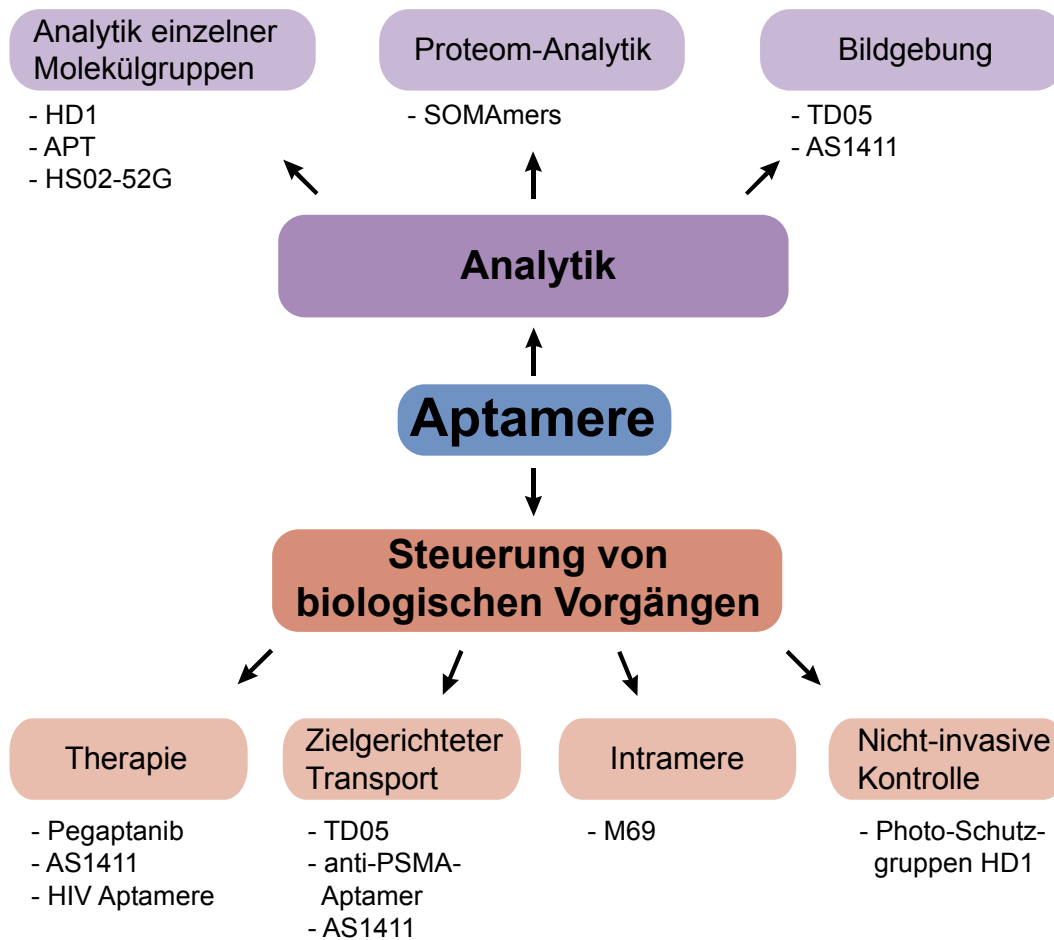 Analytik einzelner
Molekülgruppen
- HD1
- APT
- HS02-52G
Proteom-Analytik
- SOMAmers
Bildgebung
- TD05
- AS1411
Analytik
Aptamere
Steuerung von
biologischen Vorgängen
Therapie
- Pegaptanib
- AS1411
- HIV Aptamere
Zielgerichteter
Transport
- TD05
- anti-PSMA-
Aptamer
- AS1411
Intramere
- M69
Nicht-invasive
Kontrolle
- Photo-Schutz-
gruppen HD1